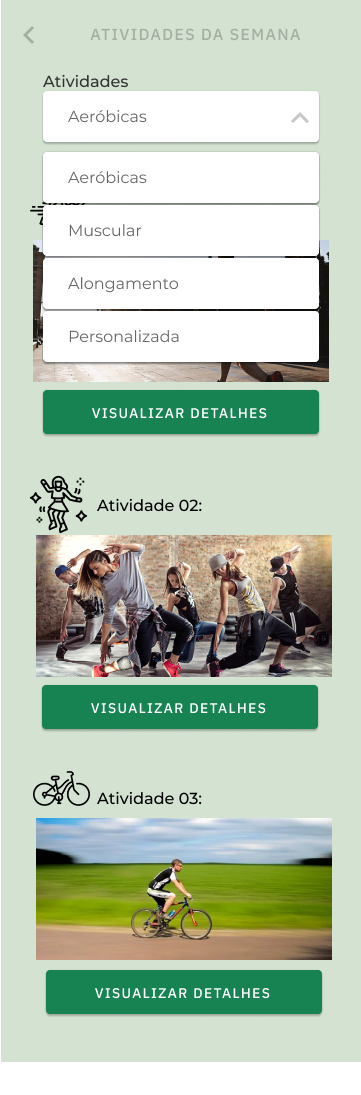 ATIVIDADES DA SEMANA
Atividades
Aeróbicas
Aeróbicas
Muscular
Alongamento
Personalizada
VISUALIZAR DETALHES
Atividade 02:
VISUALIZAR DETALHES
Atividade 03:
VISUALIZAR DETALHES